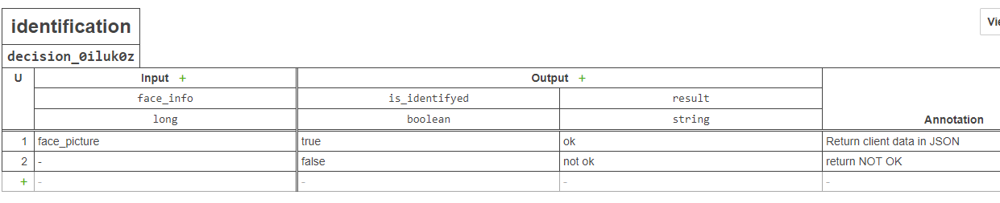 identification
decision_0iluk0z
U Input + Output +
face_info is_identifyed result
long boolean string Annotation
1 face_picture true ok Return client data in JSON
2 - false not ok return NOT OK
+ - - - -